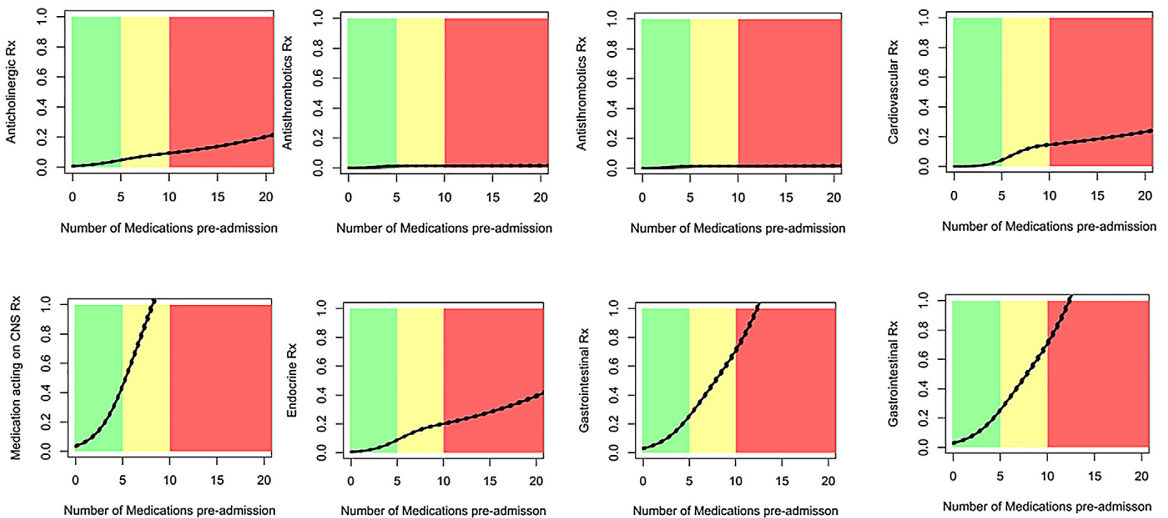 Anticholinergic Rx
1.0
0.8
0.6
0.4
0.2
0.0
0 5 10 15 20
Number of Medications pre-admission
Antisthrombotics Rx
1.0
0.8
0.6
0.4
0.2
0.0
0 5 10 15 20
Number of Medications pre-admission
Antisthrombotics Rx
1.0
0.8
0.6
0.4
0.2
0.0
0 5 10 15 20
Number of Medications pre-admission
Cardiovascular Rx
1.0
0.8
0.6
0.4
0.2
0.0
0 5 10 15 20
Number of Medications pre-admission
Medication acting on CNS Rx
1.0
0.8
0.6
0.4
0.2
0.0
0 5 10 15 20
Number of Medications pre-admission
Endocrine Rx
1.0
0.8
0.6
0.4
0.2
0.0
0 5 10 15 20
Number of Medications pre-admisson
Gastrointestinal Rx
1.0
0.8
0.6
0.4
0.2
0.0
0 5 10 15 20
Number of Medications pre-admisson
Gastrointestinal Rx
1.0
0.8
0.6
0.4
0.2
0.0
0 5 10 15 20
Number of Medications pre-admisson